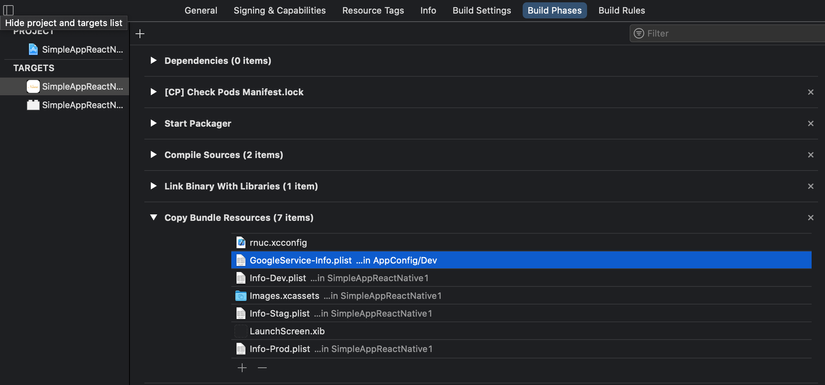 General Signing & Capabilities Resource Tags Info Build Settings Build Phases Build Rules
Hide project and targets list
PROJECT
SimpleAppReactN...
TARGETS
SimpleAppReactN...
SimpleAppReactN...
Filter
Dependencies (0 items)
[CP] Check Pods Manifest.lock
Start Packager
Compile Sources (2 items)
Link Binary With Libraries (1 item)
Copy Bundle Resources (7 items)
rnuc.xcconfig
GoogleService-Info.plist ...in AppConfig/Dev
Info-Dev.plist ...in SimpleAppReactNative1
Images.xcassets ...in SimpleAppReactNative1
Info-Stag.plist ...in SimpleAppReactNative1
LaunchScreen.xib
Info-Prod.plist ...in SimpleAppReactNative1